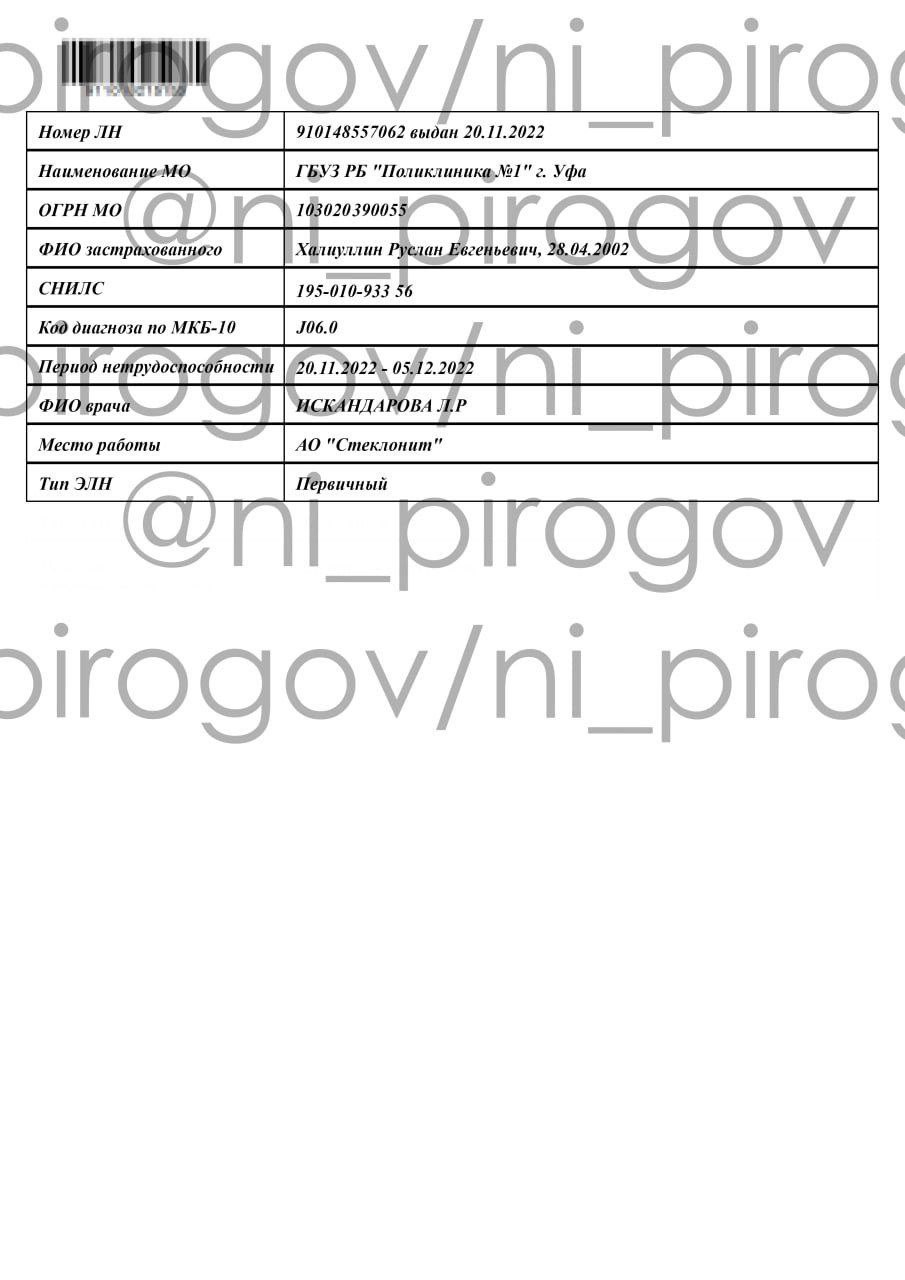 pirogov/ni_pirog
Номер ЛН 910148557062 выдан 20.11.2022
Наименование МО ГБУЗ РБ "Поликлиника №1" г. Уфа
@ni_pirogov
ОГРН МО 103020390055
ФИО застрахованного Халиуллин Руслан Евгеньевич, 28.04.2002
СНИЛС 195-010-933 56
Код диагноза по МКБ-10 J06.0
Период нетрудоспособности 20.11.2022 - 05.12.2022
pirogov/ni_pirog
ФИО врача ИСКАНДАРОВА Л.Р
Место работы АО "Стеклонит"
Тип ЭЛН Первичный
@ni_pirogov
pirogov/ni_pirog